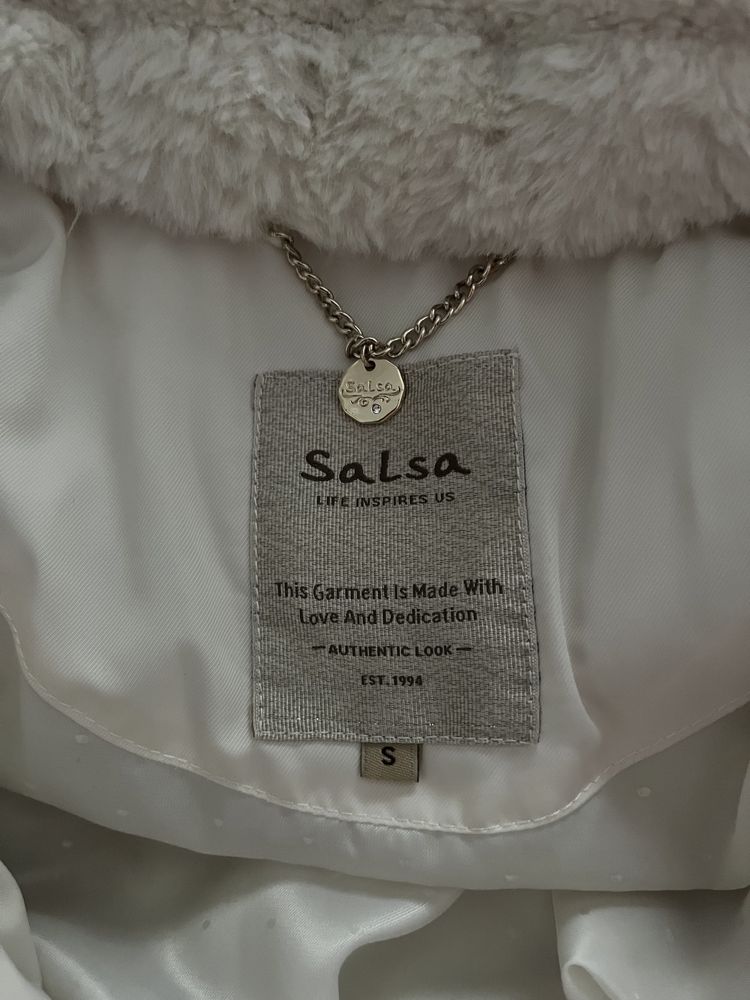 Salsa
Salsa
LIFE INSPIRES US
This Garment Is Made With
Love And Dedication
— AUTHENTIC LOOK —
EST. 1994
S